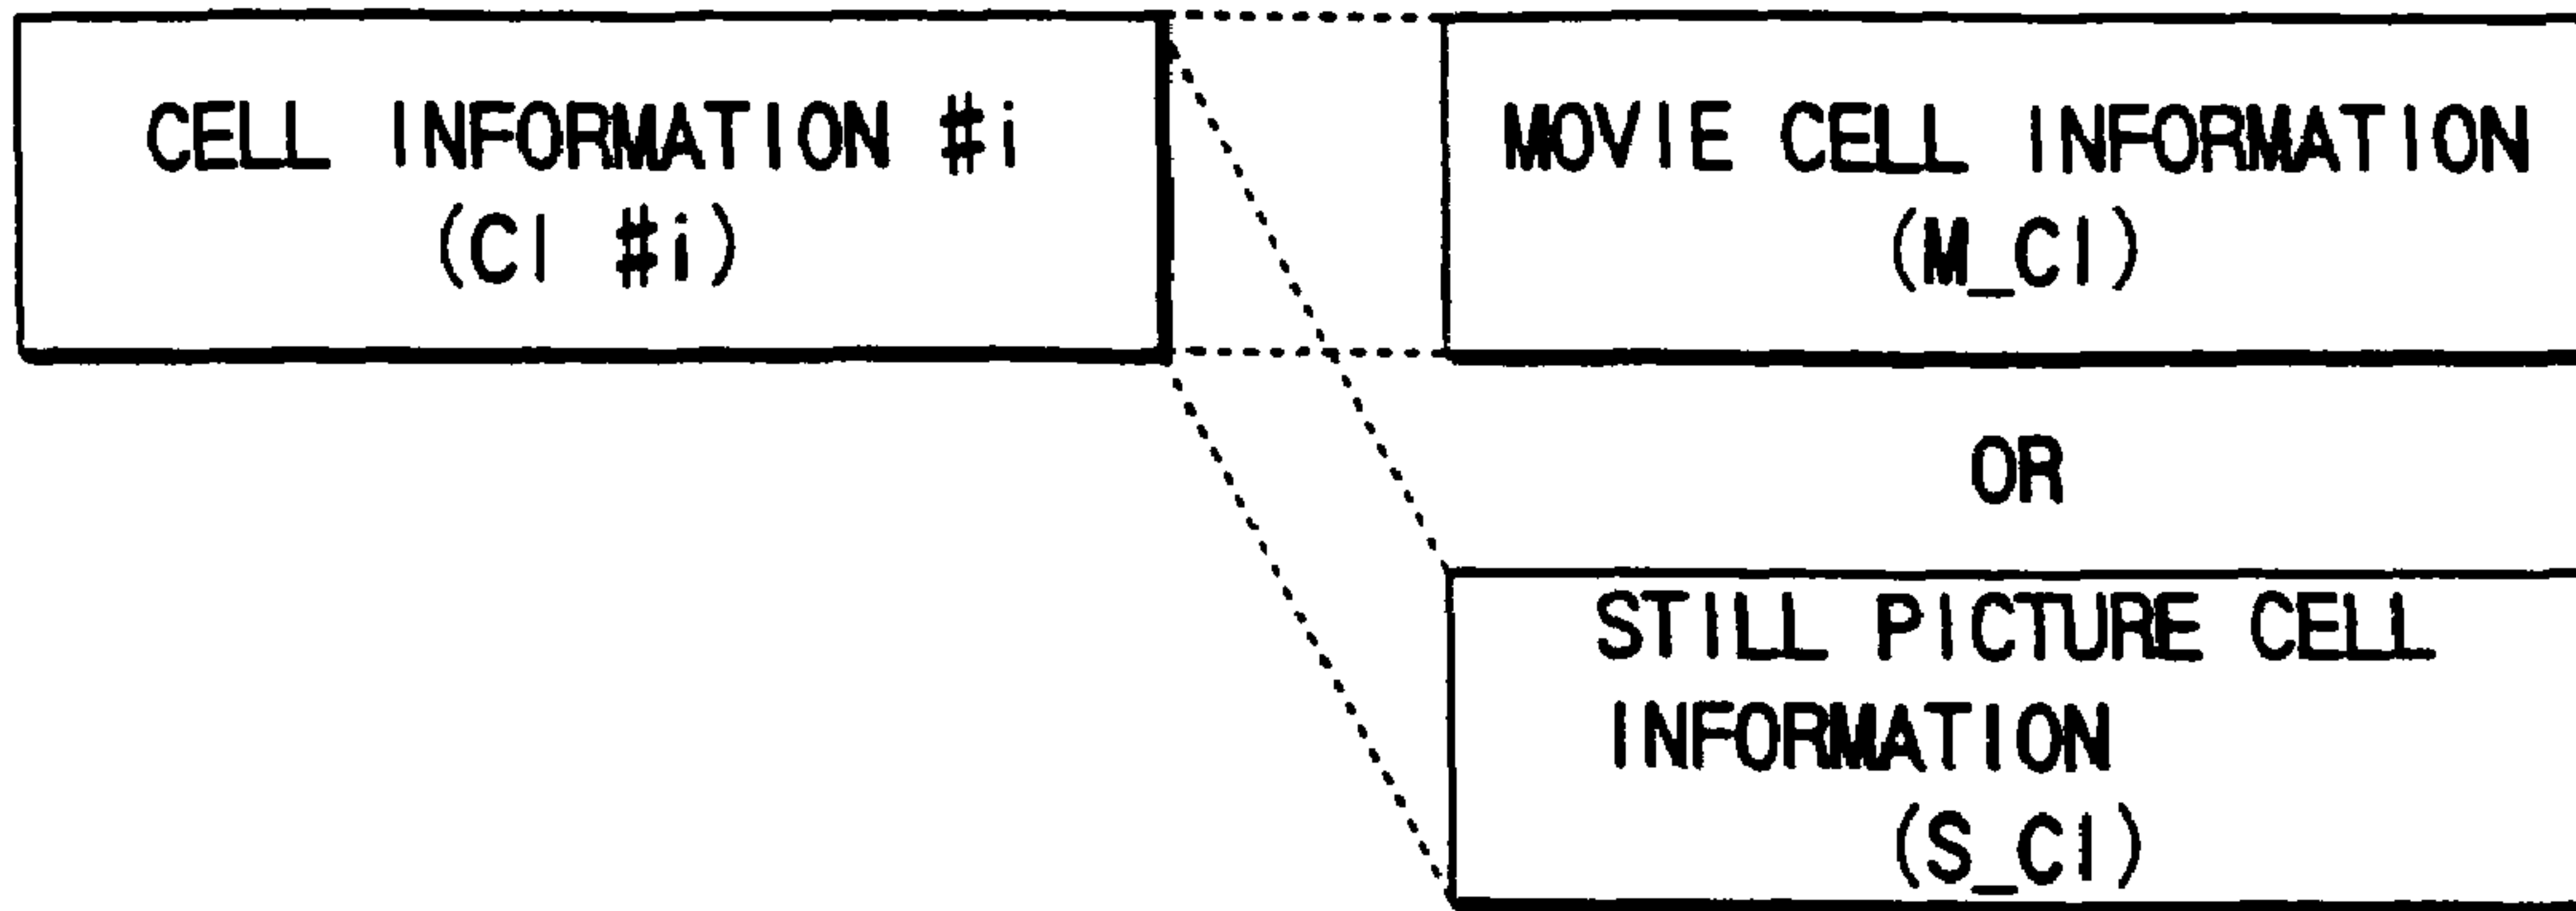 CELL INFORMATION #i
(CI #i)
MOVIE CELL INFORMATION
(M_CI)
OR
STILL PICTURE CELL
INFORMATION
(S_CI)